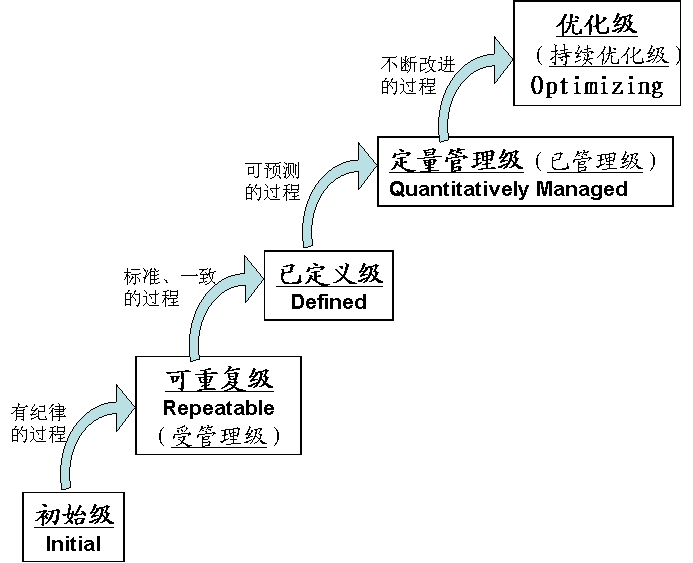 优化级
（持续优化级）
Optimizing
不断改进
的过程
定量管理级（已管理级）
Quantitatively Managed
可预测
的过程
已定义级
Defined
标准、一致
的过程
可重复级
Repeatable
（受管理级）
有纪律
的过程
初始级
Initial